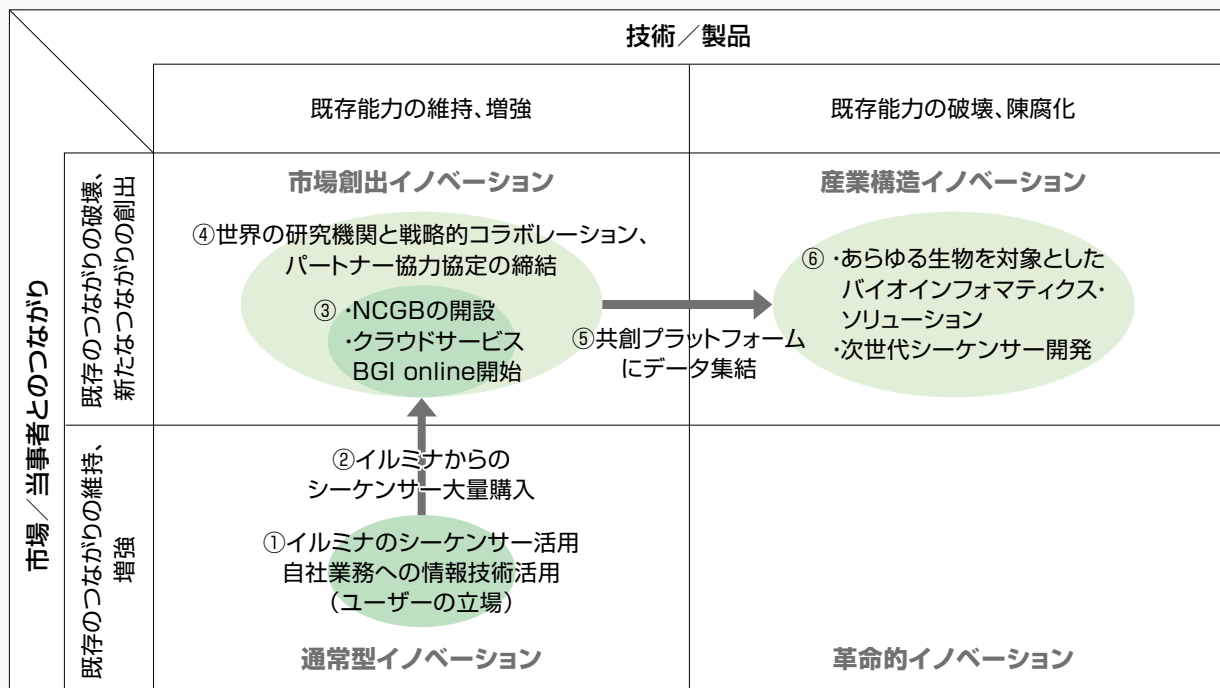 技術／製品
既存能力の維持、増強
既存能力の破壊、陳腐化
市場／当事者とのつながり
既存のつながりの破壊、
新たなつながりの創出
市場創出イノベーション
④世界の研究機関と戦略的コラボレーション、
パートナー協力協定の締結
③・NCGBの開設
・クラウドサービス
BGI online開始
⑤共創プラットフォーム
にデータ集結
産業構造イノベーション
⑥・あらゆる生物を対象とした
バイオインフォマティクス・
ソリューション
・次世代シーケンサー開発
既存のつながりの維持、
増強
②イルミナからの
シーケンサー大量購入
①イルミナのシーケンサー活用
自社業務への情報技術活用
（ユーザーの立場）
通常型イノベーション
革命的イノベーション